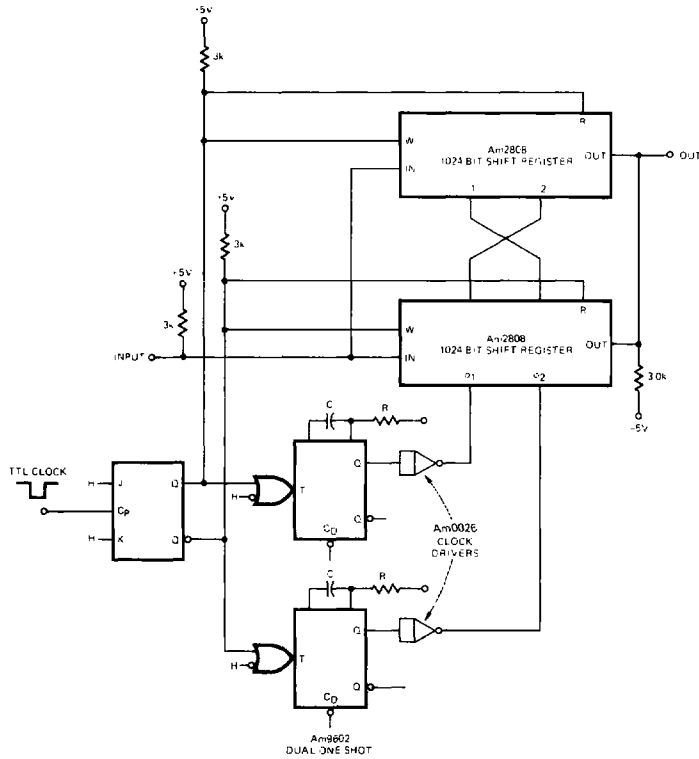 +5V
3k
R
W
Am2808
1024 BIT SHIFT REGISTER
OUT
OUT
IN
1
2
+5V
3k
+5V
3k
R
W
Am2808
1024 BIT SHIFT REGISTER
OUT
INPUT
IN
φ1
φ2
3.0k
-5V
C
R
TTL CLOCK
H
J
Q
H
T
Q
CP
CD
Q
H
K
Q
Am0026
CLOCK
DRIVERS
C
R
Q
H
T
CD
Q
Am9602
DUAL ONE SHOT